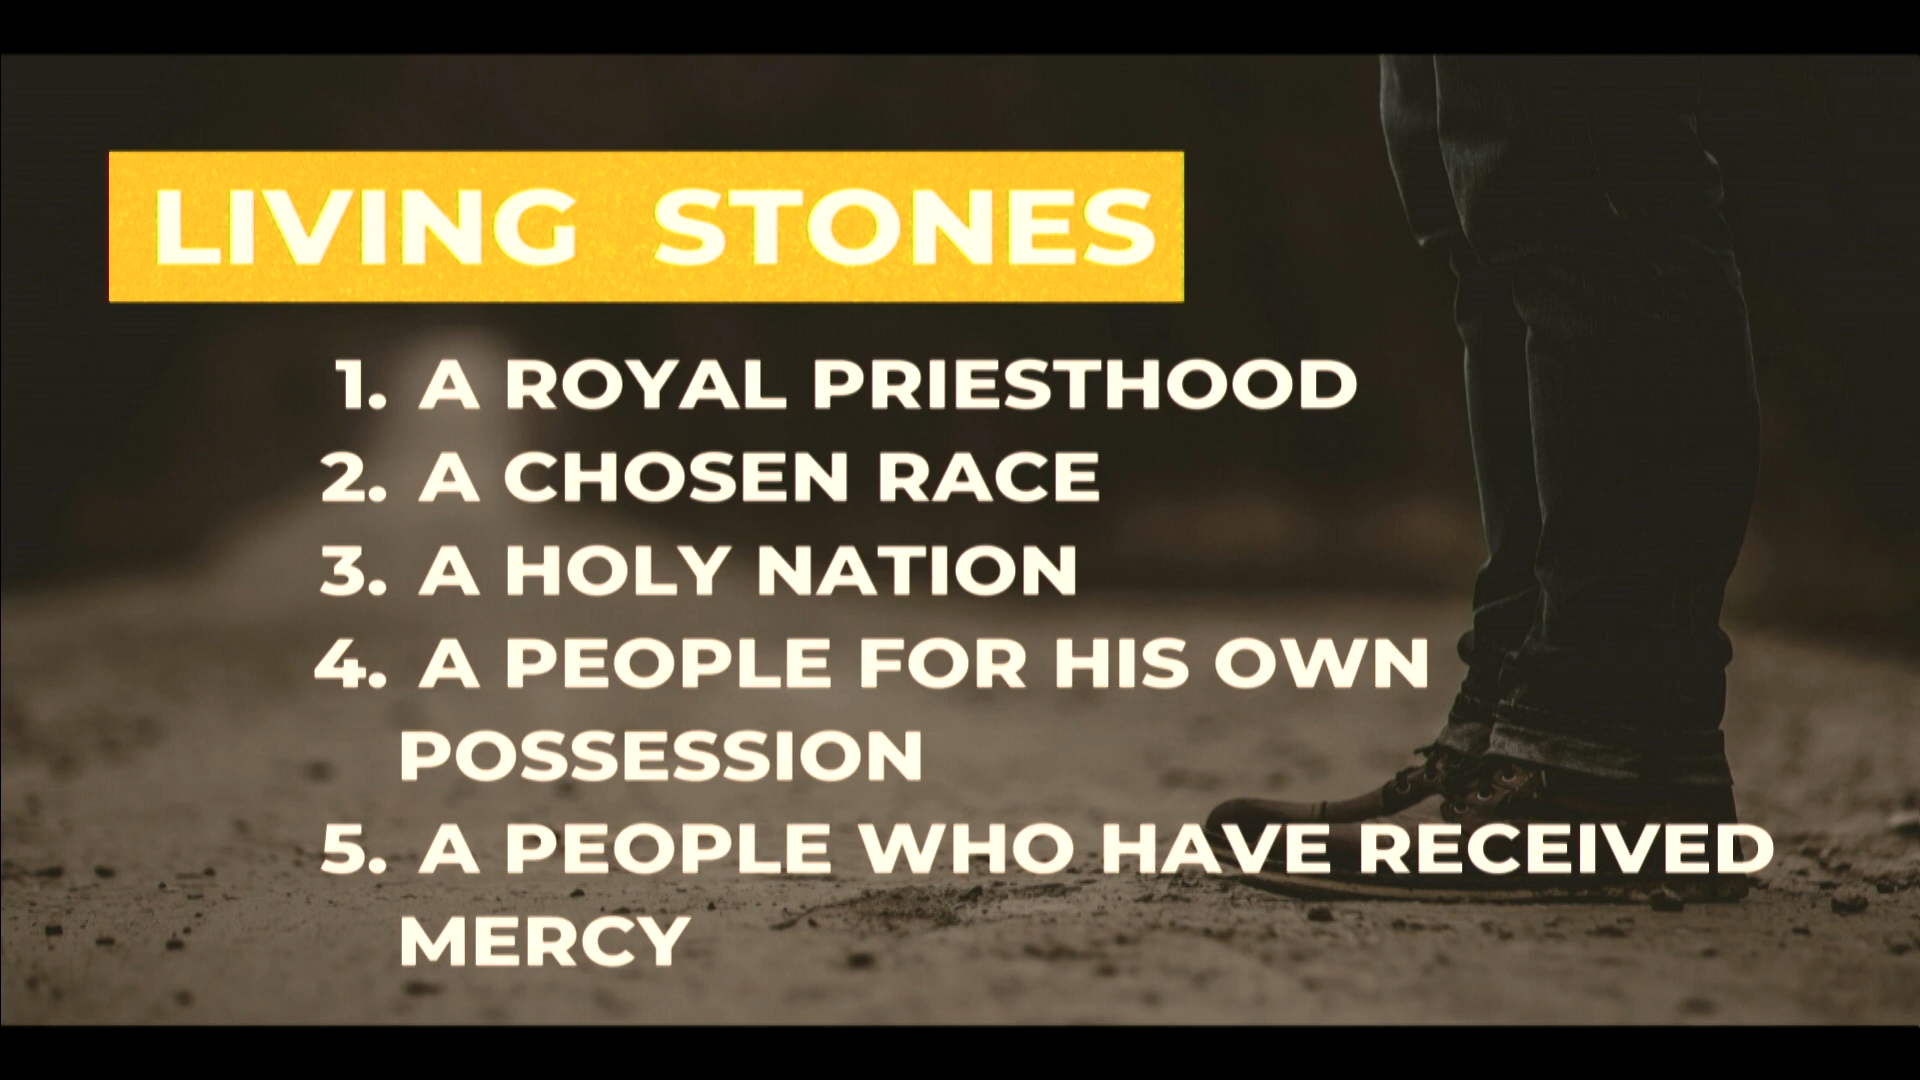 LIVING STONES
1. A ROYAL PRIESTHOOD
2. A CHOSEN RACE
3. A HOLY NATION
4. A PEOPLE FOR HIS OWN
POSSESSION
5. A PEOPLE WHO HAVE RECEIVED
MERCY